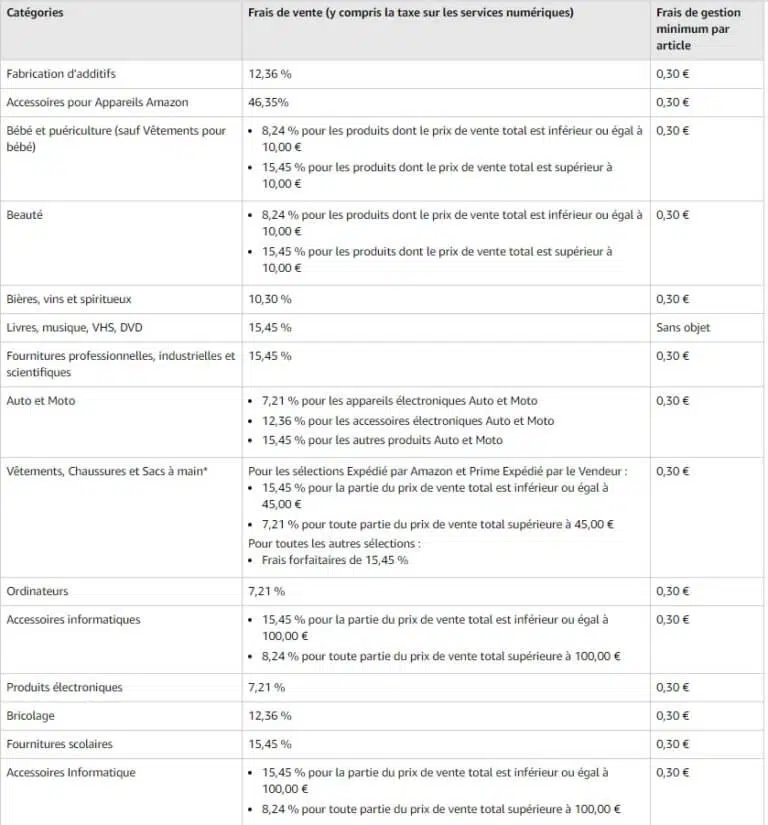 Catégories Frais de vente (y compris la taxe sur les services numériques) Frais de gestion
minimum par
article
Fabrication d'additifs 12,36 % 0,30 €
Accessoires pour Appareils Amazon 46,35% 0,30 €
Bébé et puériculture (sauf Vêtements pour
bébé)
• 8,24 % pour les produits dont le prix de vente total est inférieur ou égal à
10,00 €
• 15,45 % pour les produits dont le prix de vente total est supérieur à
10,00 €
0,30 €
Beauté
• 8,24 % pour les produits dont le prix de vente total est inférieur ou égal à
10,00 €
• 15,45 % pour les produits dont le prix de vente total est supérieur à
10,00 €
0,30 €
Bières, vins et spiritueux 10,30 % 0,30 €
Livres, musique, VHS, DVD 15,45 % Sans objet
Fournitures professionnelles, industrielles et
scientifiques
15,45 % 0,30 €
Auto et Moto
• 7,21 % pour les appareils électroniques Auto et Moto
• 12,36 % pour les accessoires électroniques Auto et Moto
• 15,45 % pour les autres produits Auto et Moto
0,30 €
Vêtements, Chaussures et Sacs à main*
Pour les sélections Expédié par Amazon et Prime Expédié par le Vendeur :
• 15,45 % pour la partie du prix de vente total est inférieur ou égal à
45,00 €
• 7,21 % pour toute partie du prix de vente total supérieure à 45,00 €
Pour toutes les autres sélections :
• Frais forfaitaires de 15,45 %
0,30 €
Ordinateurs 7,21 % 0,30 €
Accessoires informatiques
• 15,45 % pour la partie du prix de vente total est inférieur ou égal à
100,00 €
• 8,24 % pour toute partie du prix de vente total supérieure à 100,00 €
0,30 €
Produits électroniques 7,21 % 0,30 €
Bricolage 12,36 % 0,30 €
Fournitures scolaires 15,45 % 0,30 €
Accessoires Informatique
• 15,45 % pour la partie du prix de vente total est inférieur ou égal à
100,00 €
• 8,24 % pour toute partie du prix de vente total supérieure à 100,00 €
0,30 €